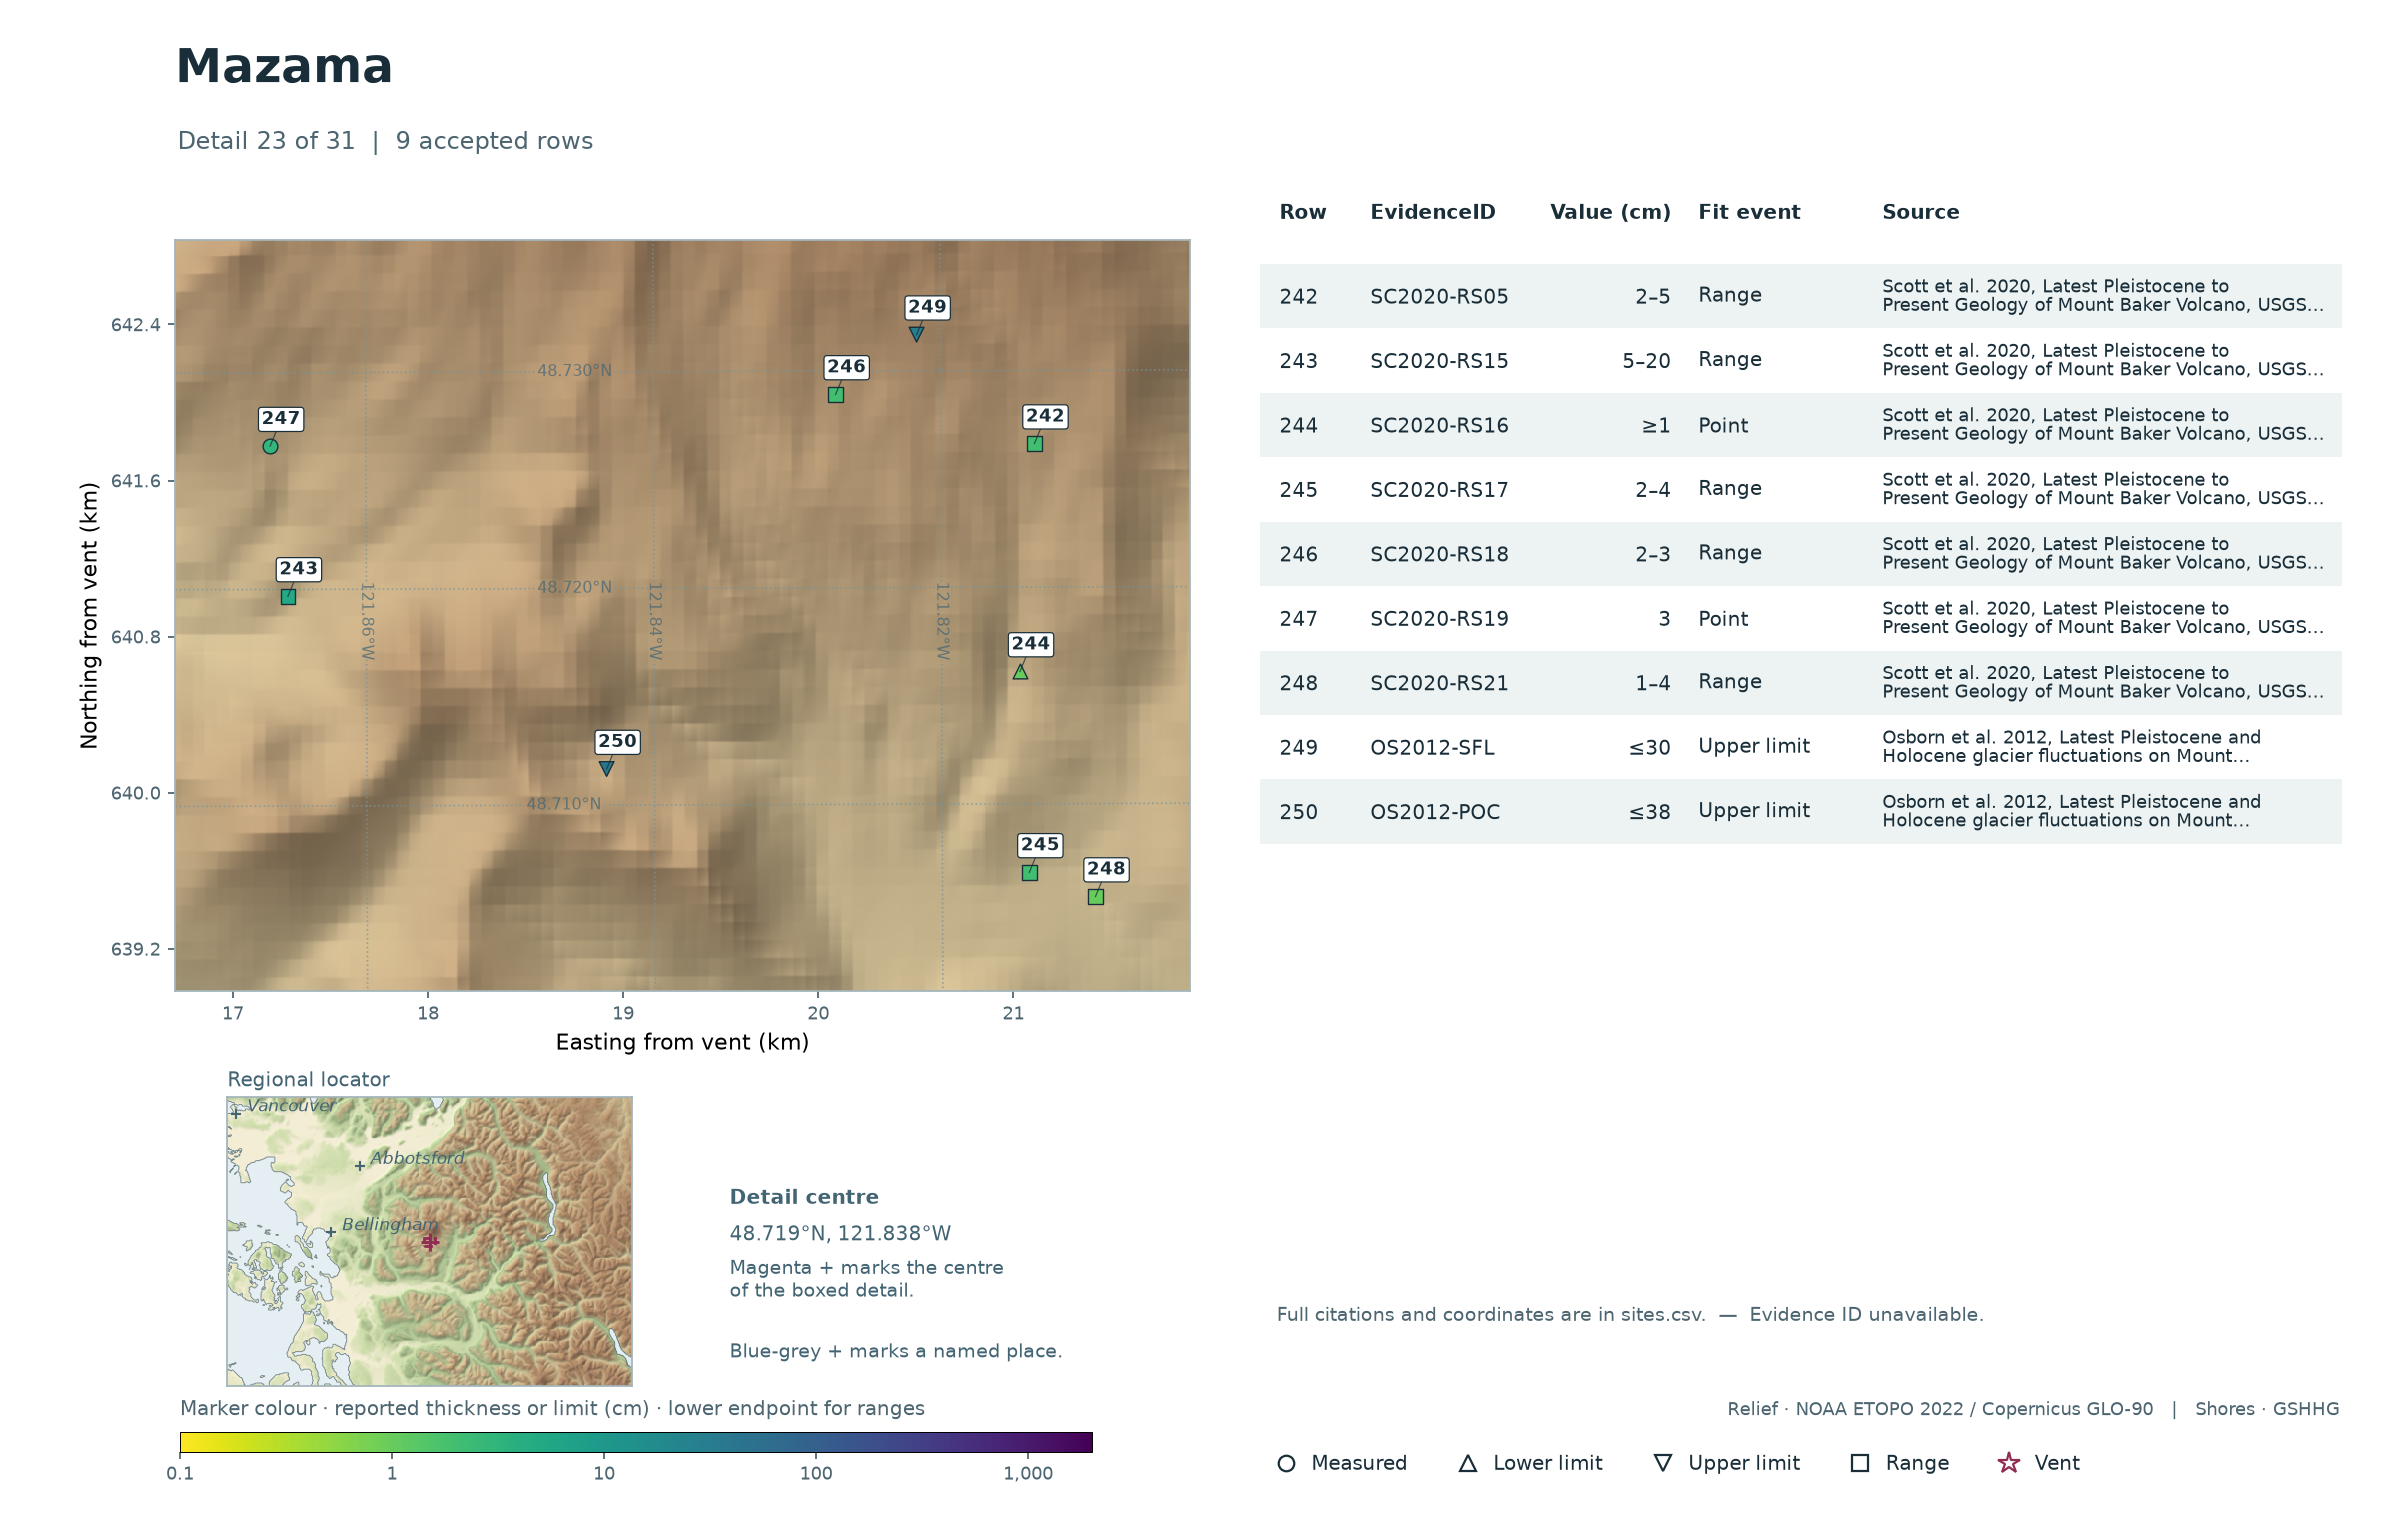 Mazama
Detail 23 of 31 | 9 accepted rows
Northing from vent (km)
642.4
641.6
640.8
640.0
639.2
17
18
19
20
21
Easting from vent (km)
48.730°N
48.720°N
48.710°N
121.86°W
121.84°W
121.82°W
249
246
242
247
243
244
250
245
248
Row EvidenceID Value (cm) Fit event Source
242 SC2020-RS05 2–5 Range Scott et al. 2020, Latest Pleistocene to
Present Geology of Mount Baker Volcano, USGS…
243 SC2020-RS15 5–20 Range Scott et al. 2020, Latest Pleistocene to
Present Geology of Mount Baker Volcano, USGS…
244 SC2020-RS16 ≥1 Point Scott et al. 2020, Latest Pleistocene to
Present Geology of Mount Baker Volcano, USGS…
245 SC2020-RS17 2–4 Range Scott et al. 2020, Latest Pleistocene to
Present Geology of Mount Baker Volcano, USGS…
246 SC2020-RS18 2–3 Range Scott et al. 2020, Latest Pleistocene to
Present Geology of Mount Baker Volcano, USGS…
247 SC2020-RS19 3 Point Scott et al. 2020, Latest Pleistocene to
Present Geology of Mount Baker Volcano, USGS…
248 SC2020-RS21 1–4 Range Scott et al. 2020, Latest Pleistocene to
Present Geology of Mount Baker Volcano, USGS…
249 OS2012-SFL ≤30 Upper limit Osborn et al. 2012, Latest Pleistocene and
Holocene glacier fluctuations on Mount…
250 OS2012-POC ≤38 Upper limit Osborn et al. 2012, Latest Pleistocene and
Holocene glacier fluctuations on Mount…
Regional locator
Vancouver
Abbotsford
Bellingham
Detail centre
48.719°N, 121.838°W
Magenta + marks the centre
of the boxed detail.
Blue-grey + marks a named place.
Full citations and coordinates are in sites.csv. — Evidence ID unavailable.
Marker colour · reported thickness or limit (cm) · lower endpoint for ranges
0.1 1 10 100 1,000
Relief · NOAA ETOPO 2022 / Copernicus GLO-90 | Shores · GSHHG
Measured Lower limit Upper limit Range Vent